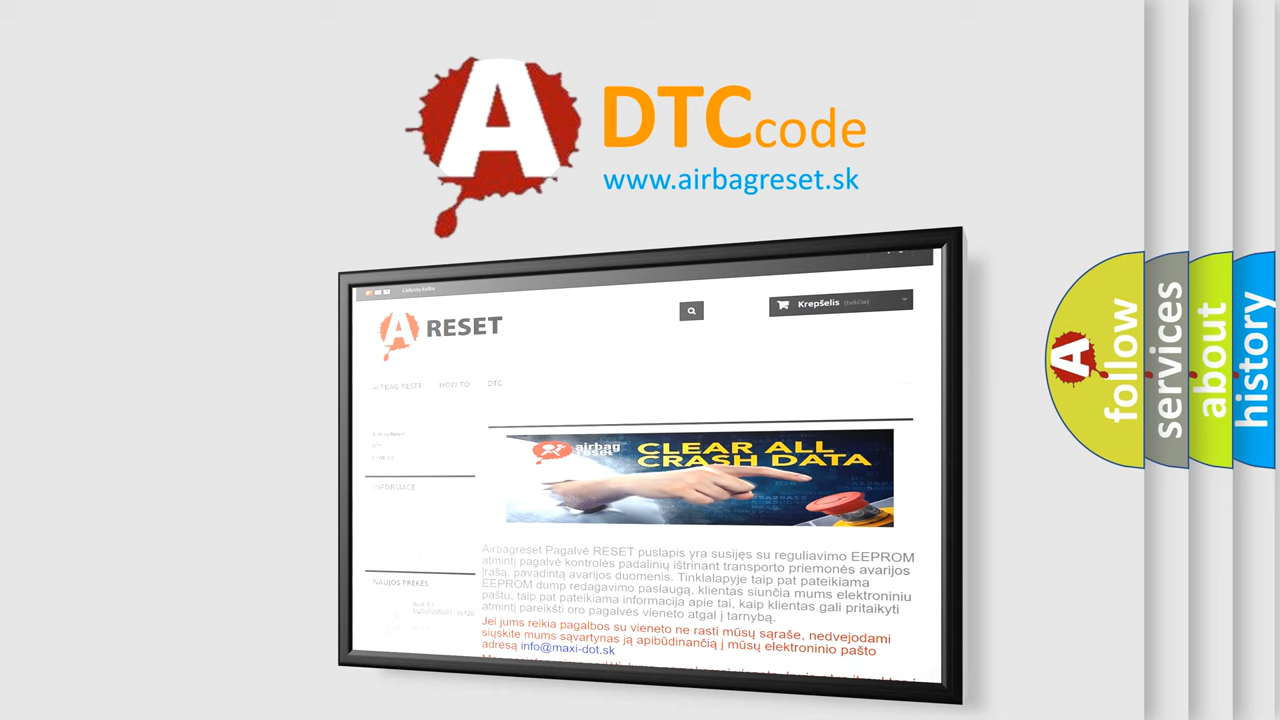 A
DTCcode
www.airbagreset.sk
Lietuvių kalba
A RESET
Krepšelis (tuščia)
AIRBAG RESET HOW TO DTC
airbag
reset
CLEAR ALL
CRASH DATA
INFORMACE
NAUJOS PREKĖS
Airbagreset Pagalvė RESET puslapis yra susijęs su reguliavimo EEPROM
atmintį pagalvė kontrolės padalinių ištrinant transporto priemonės avarijos
įrašą, pavadintą avarijos duomenis. Tinklalapyje taip pat pateikiama
EEPROM dump redagavimo paslaugą, klientas siunčia mums elektroniniu
paštu, taip pat pateikiama informacija apie tai, kaip klientas gali pritaikyti
atmintį pareikšti oro pagalvės vieneto atgal į tarnybą.
Jei jums reikia pagalbos su vieneto ne rasti mūsų sąraše, nedvejodami
siųskite mums sąvartynas ją apibūdinančią į mūsų elektroninio pašto
adresą info@maxi-dot.sk
A
follow
services
about
history